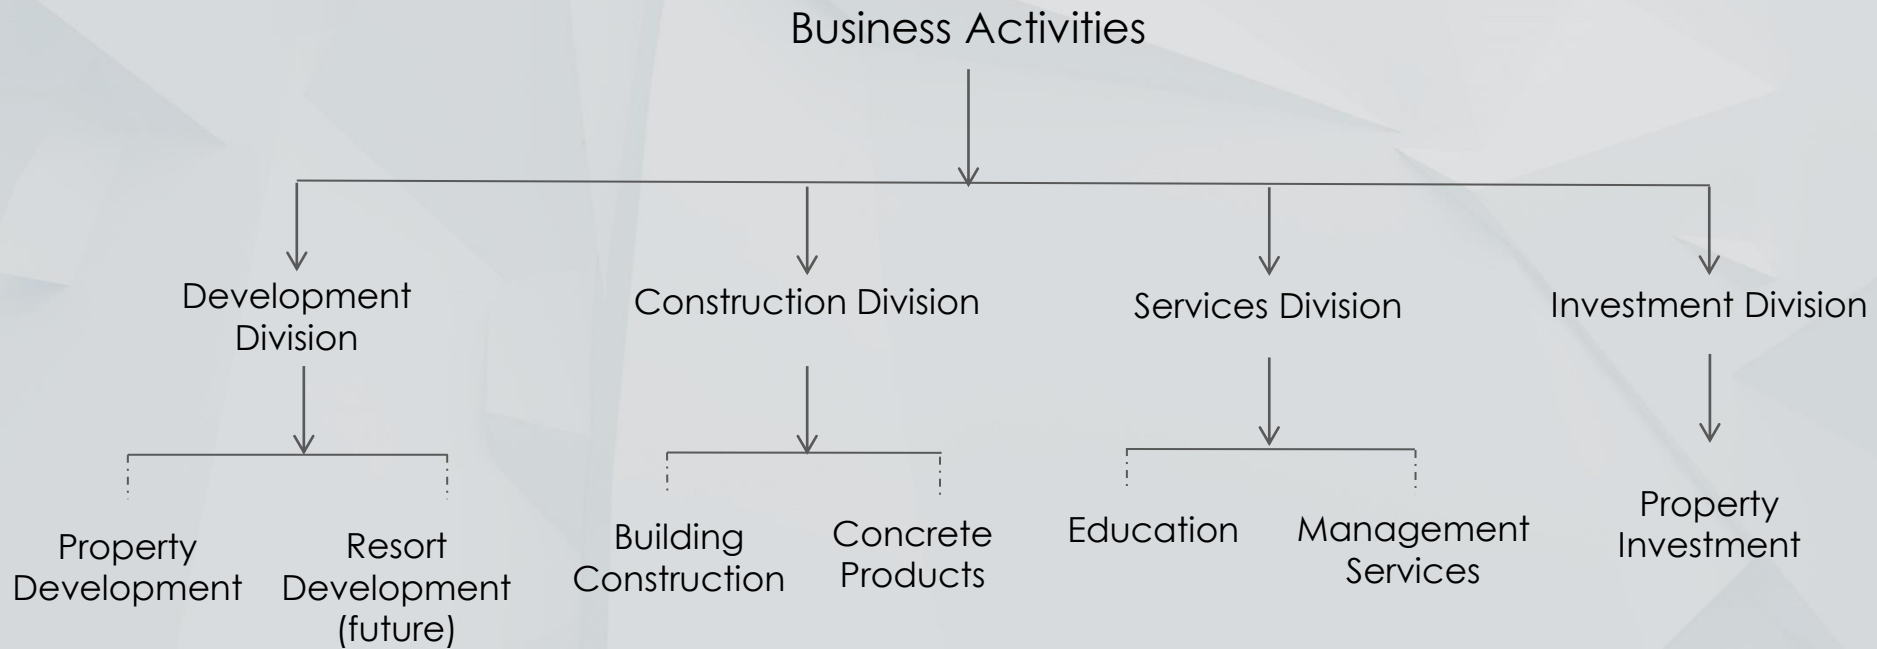 Business Activities
Development
Division
Construction Division
Services Division
Investment Division
Property
Development
Resort
Development
(future)
Building
Construction
Concrete
Products
Education
Management
Services
Property
Investment